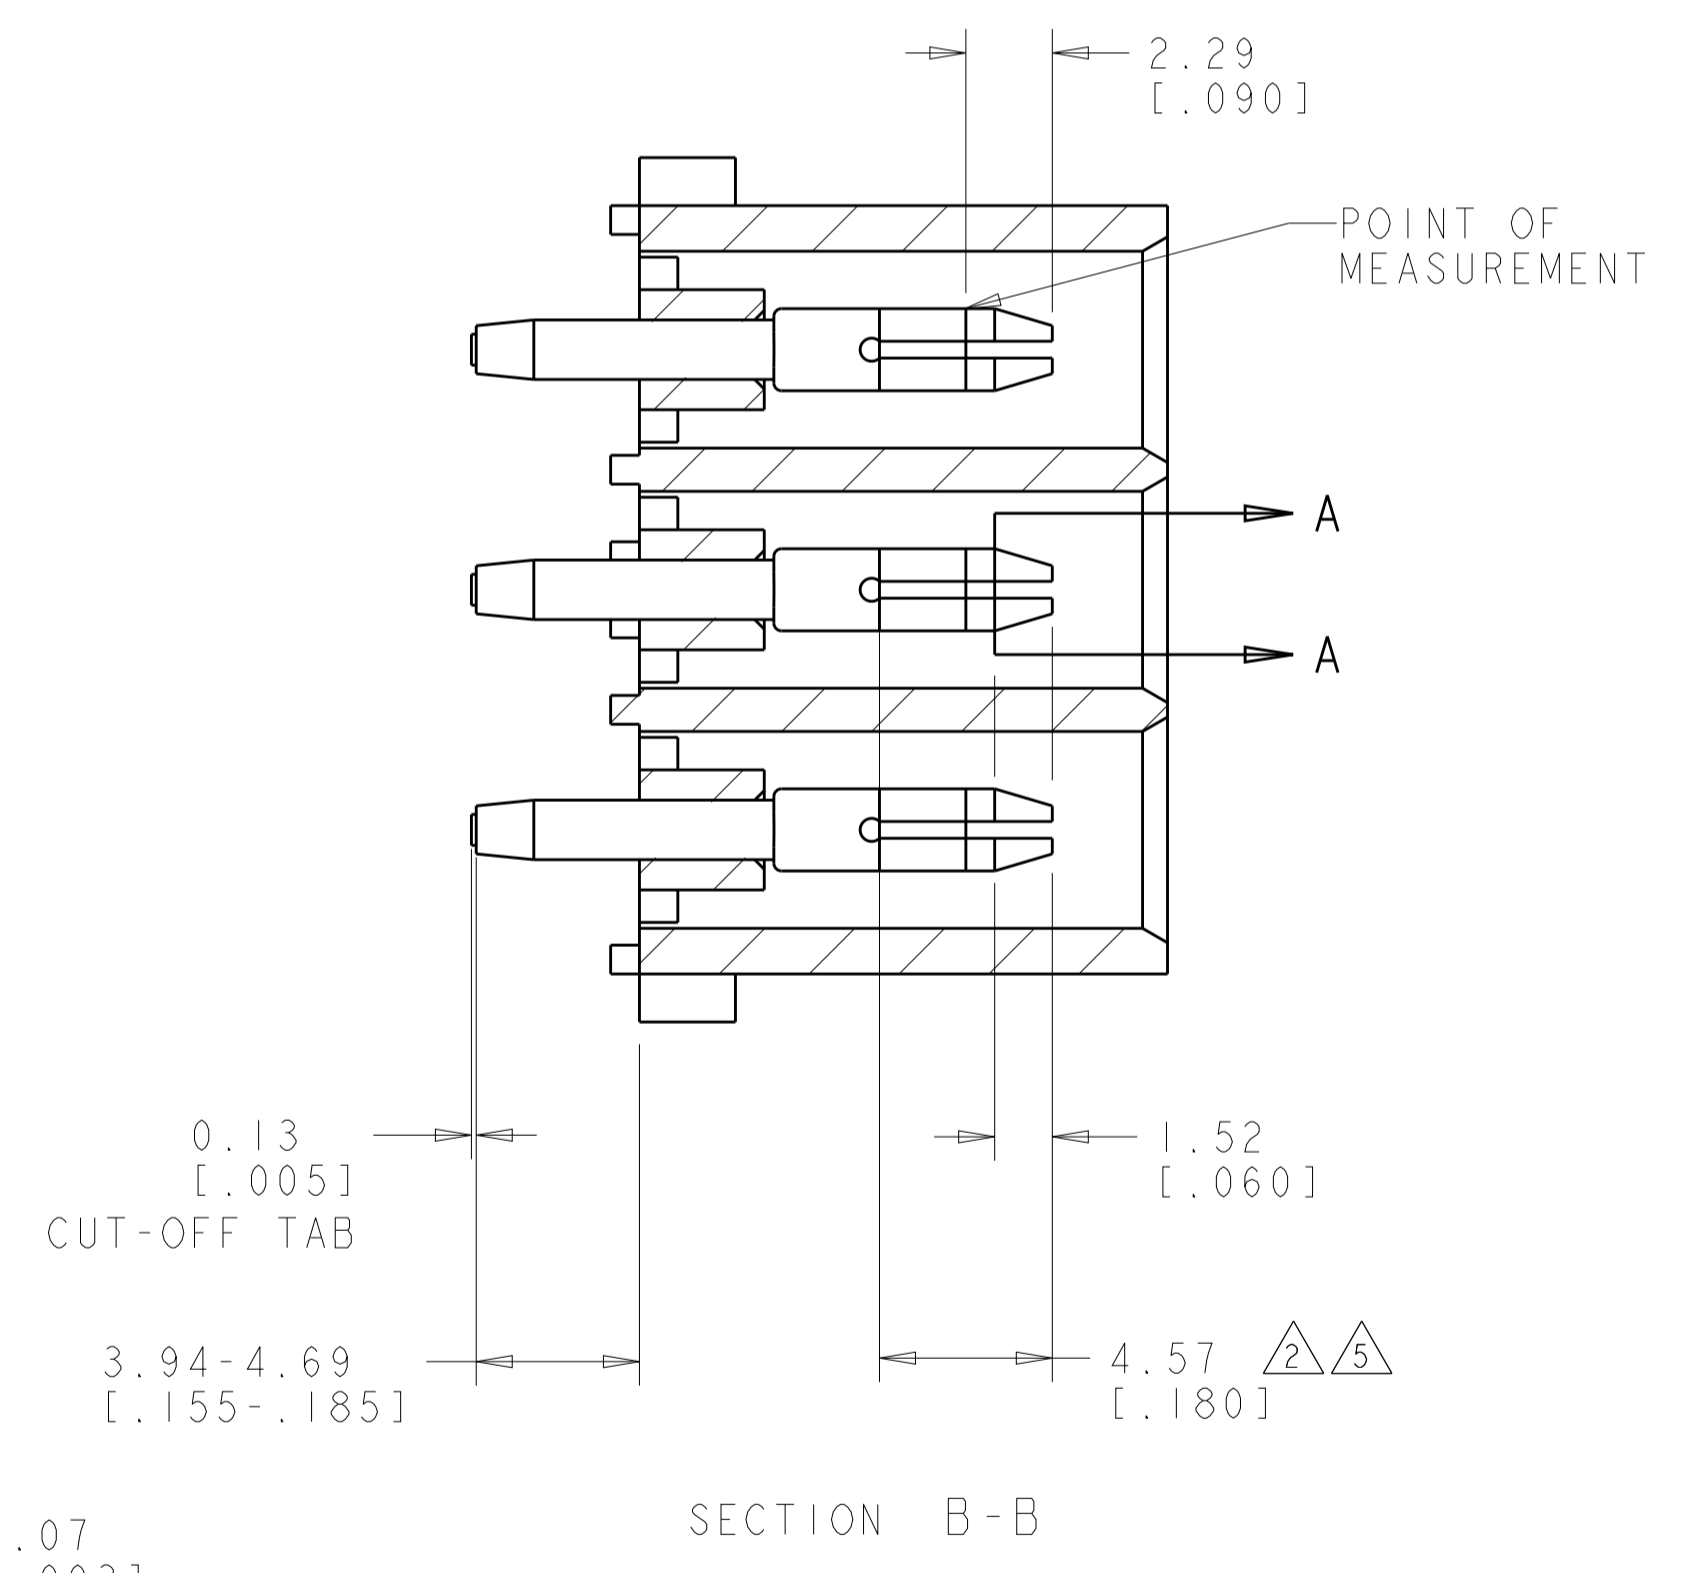 2.29
[.090]
POINT OF
MEASUREMENT
A
A
0.13
[.005]
CUT-OFF TAB
1.52
[.060]
3.94-4.69
[.155-.185]
4.57 2 5
[.180]
SECTION B-B
.07